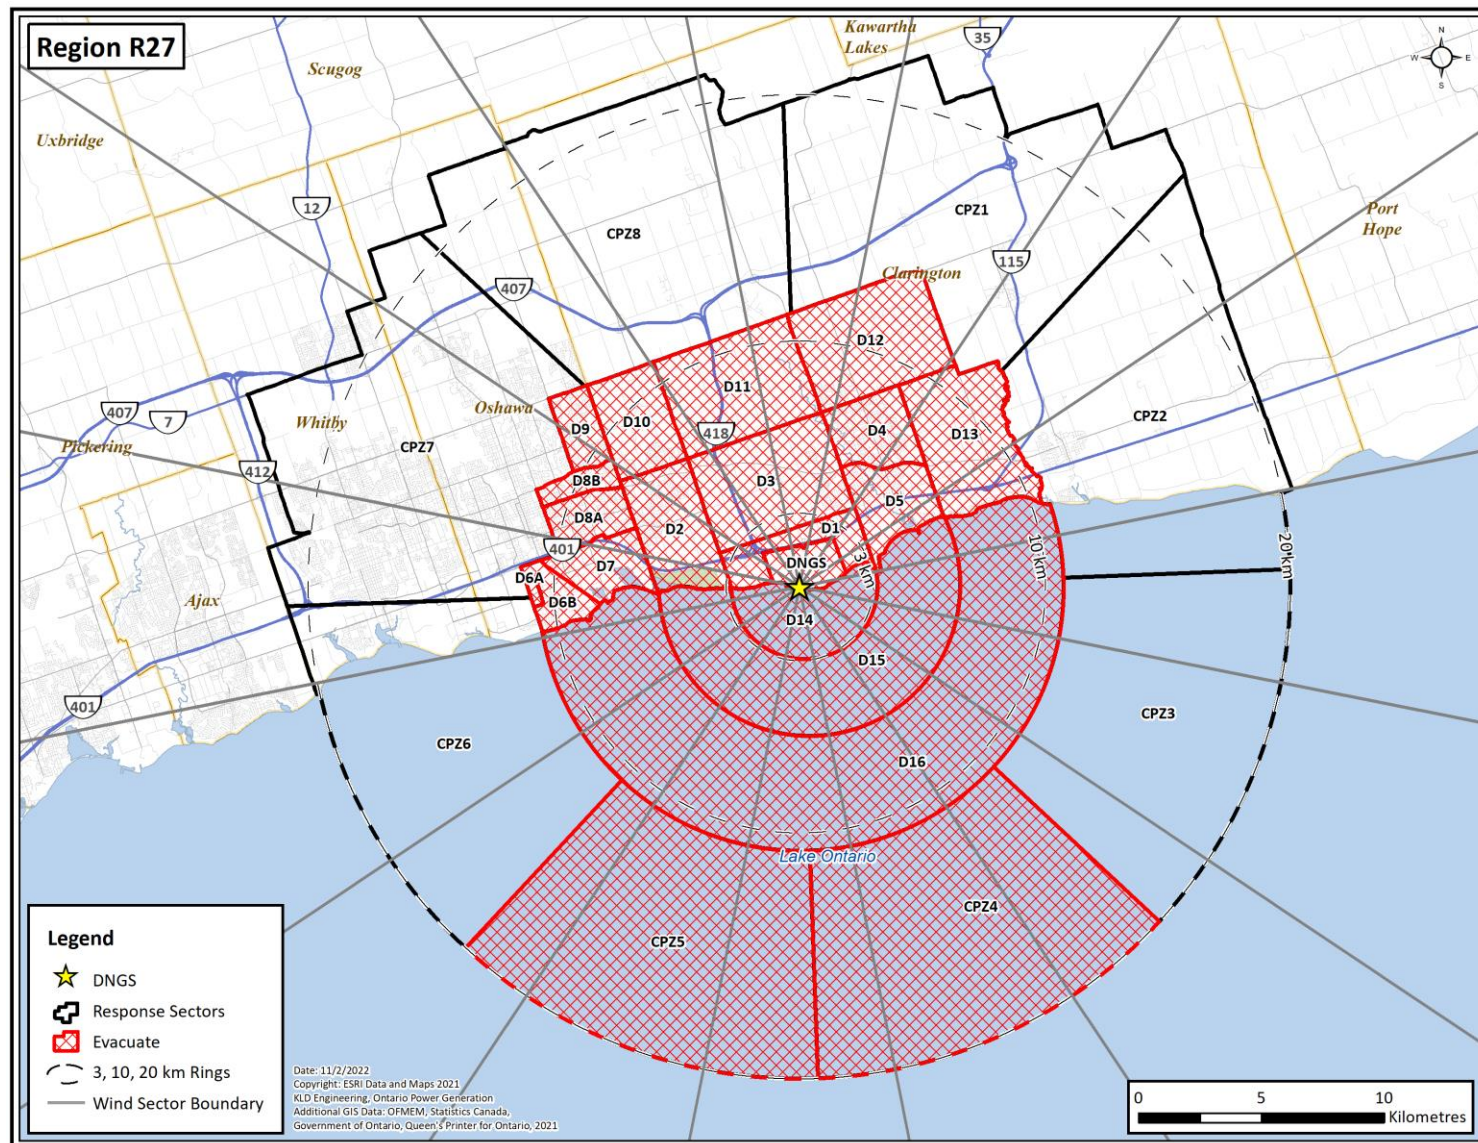 Region R27
Kawartha
Lakes
35
N
W E
S
Scugog
Uxbridge
12
CPZ8
CPZ1
Port
Hope
115
Clarington
407
D12
D11
407
7
Whitby
Oshawa
Pickering
CPZ7
D9
D10
418
D4
D13
CPZ2
412
D8B
D3
D8A
D2
D1
D5
401
D7
DNGS
3 km
10 km
20 km
D6A
D6B
Ajax
D14
D15
401
CPZ6
CPZ3
D16
Lake Ontario
CPZ5
CPZ4
Legend
DNGS
Response Sectors
Evacuate
3, 10, 20 km Rings
Wind Sector Boundary
Date: 11/2/2022
Copyright: ESRI Data and Maps 2021
KLD Engineering, Ontario Power Generation
Additional GIS Data: OFMEM, Statistics Canada,
Government of Ontario, Queen's Printer for Ontario, 2021
0 5 10
Kilometres